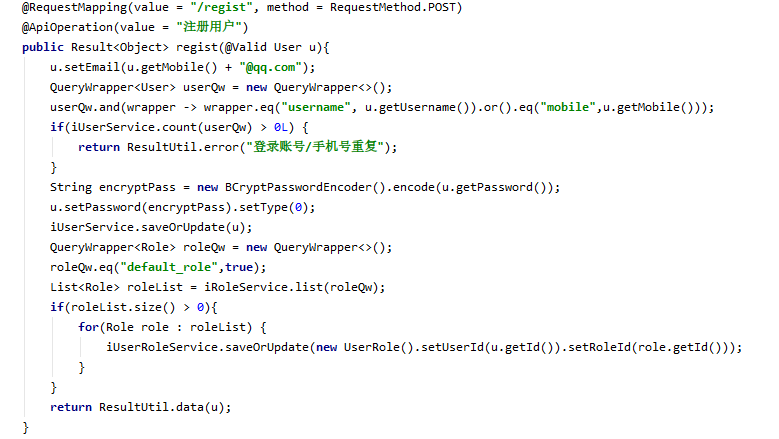 @RequestMapping(value = "/regist", method = RequestMethod.POST)
@ApiOperation(value = "注册用户")
public Result<Object> regist(@Valid User u){
    u.setEmail(u.getMobile() + "@qq.com");
    QueryWrapper<User> userQw = new QueryWrapper<>();
    userQw.and(wrapper -> wrapper.eq("username", u.getUsername()).or().eq("mobile",u.getMobile()));
    if(iUserService.count(userQw) > 0L) {
        return ResultUtil.error("登录账号/手机号重复");
    }
    String encryptPass = new BCryptPasswordEncoder().encode(u.getPassword());
    u.setPassword(encryptPass).setType(0);
    iUserService.saveOrUpdate(u);
    QueryWrapper<Role> roleQw = new QueryWrapper<>();
    roleQw.eq("default_role",true);
    List<Role> roleList = iRoleService.list(roleQw);
    if(roleList.size() > 0){
        for(Role role : roleList) {
            iUserRoleService.saveOrUpdate(new UserRole().setUserId(u.getId()).setRoleId(role.getId()));
        }
    }
    return ResultUtil.data(u);
}